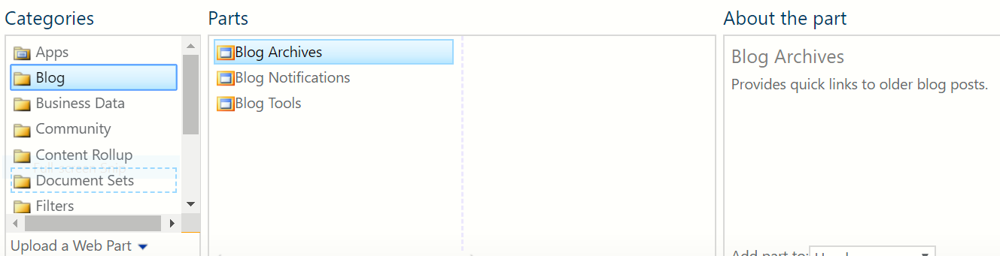 Categories
Apps
Blog
Business Data
Community
Content Rollup
Document Sets
Filters
Upload a Web Part
Parts
Blog Archives
Blog Notifications
Blog Tools
About the part
Blog Archives
Provides quick links to older blog posts.
Add part to: